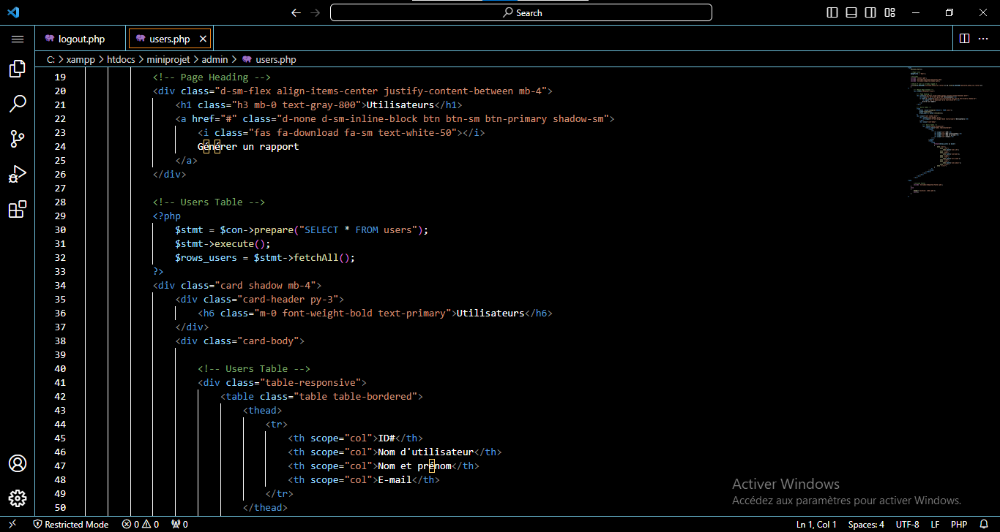 Search
logout.php
users.php
C: > xampp > htdocs > miniprojet > admin > users.php
19 <!-- Page Heading -->
20 <div class="d-sm-flex align-items-center justify-content-between mb-4">
21 <h1 class="h3 mb-0 text-gray-800">Utilisateurs</h1>
22 <a href="#" class="d-none d-sm-inline-block btn btn-sm btn-primary shadow-sm">
23 <i class="fas fa-download fa-sm text-white-50"></i>
24 Générer un rapport
25 </a>
26 </div>
27
28 <!-- Users Table -->
29 <?php
30 $stmt = $con->prepare("SELECT * FROM users");
31 $stmt->execute();
32 $rows_users = $stmt->fetchAll();
33 ?>
34 <div class="card shadow mb-4">
35 <div class="card-header py-3">
36 <h6 class="m-0 font-weight-bold text-primary">Utilisateurs</h6>
37 </div>
38 <div class="card-body">
39
40 <!-- Users Table -->
41 <div class="table-responsive">
42 <table class="table table-bordered">
43 <thead>
44 <tr>
45 <th scope="col">ID#</th>
46 <th scope="col">Nom d'utilisateur</th>
47 <th scope="col">Nom et prénom</th>
48 <th scope="col">E-mail</th>
49 </tr>
50 </thead>
Activer Windows
Accédez aux paramètres pour activer Windows.
Restricted Mode 0 0 0 Ln 1, Col 1 Spaces: 4 UTF-8 LF PHP